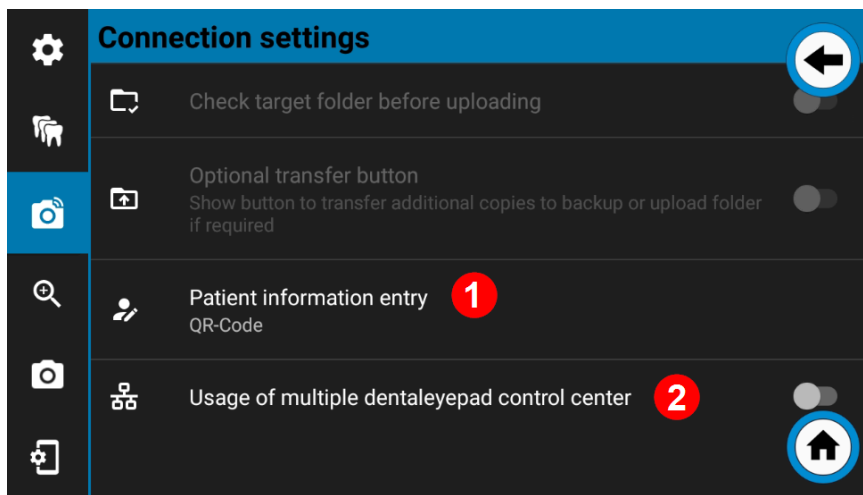 Connection settings
Check target folder before uploading
Optional transfer button
Show button to transfer additional copies to backup or upload folder
if required
Patient information entry 1
QR-Code
Usage of multiple dentaleyepad control center 2